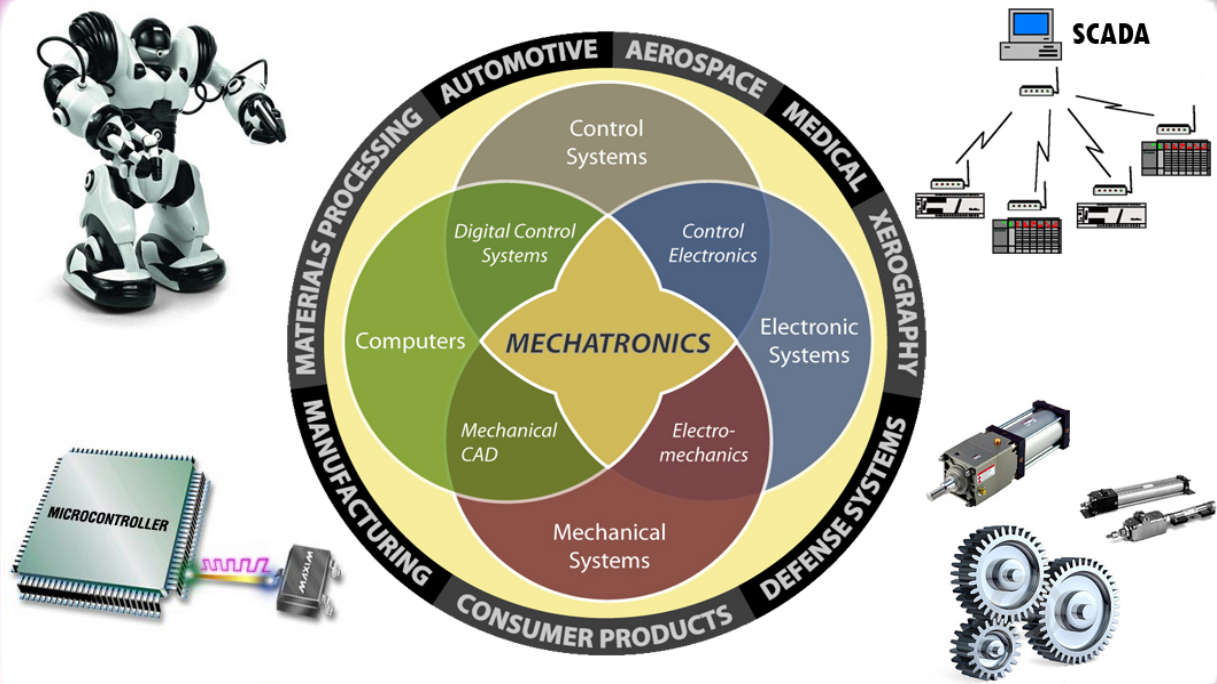 SCADA
AUTOMOTIVE
AEROSPACE
MEDICAL
XEROGRAPHY
DEFENSE SYSTEMS
CONSUMER PRODUCTS
MANUFACTURING
MATERIALS PROCESSING
Control
Systems
Digital Control
Systems
Control
Electronics
Computers
MECHATRONICS
Electronic
Systems
Mechanical
CAD
Electro-
mechanics
Mechanical
Systems
MICROCONTROLLER
MAXIM